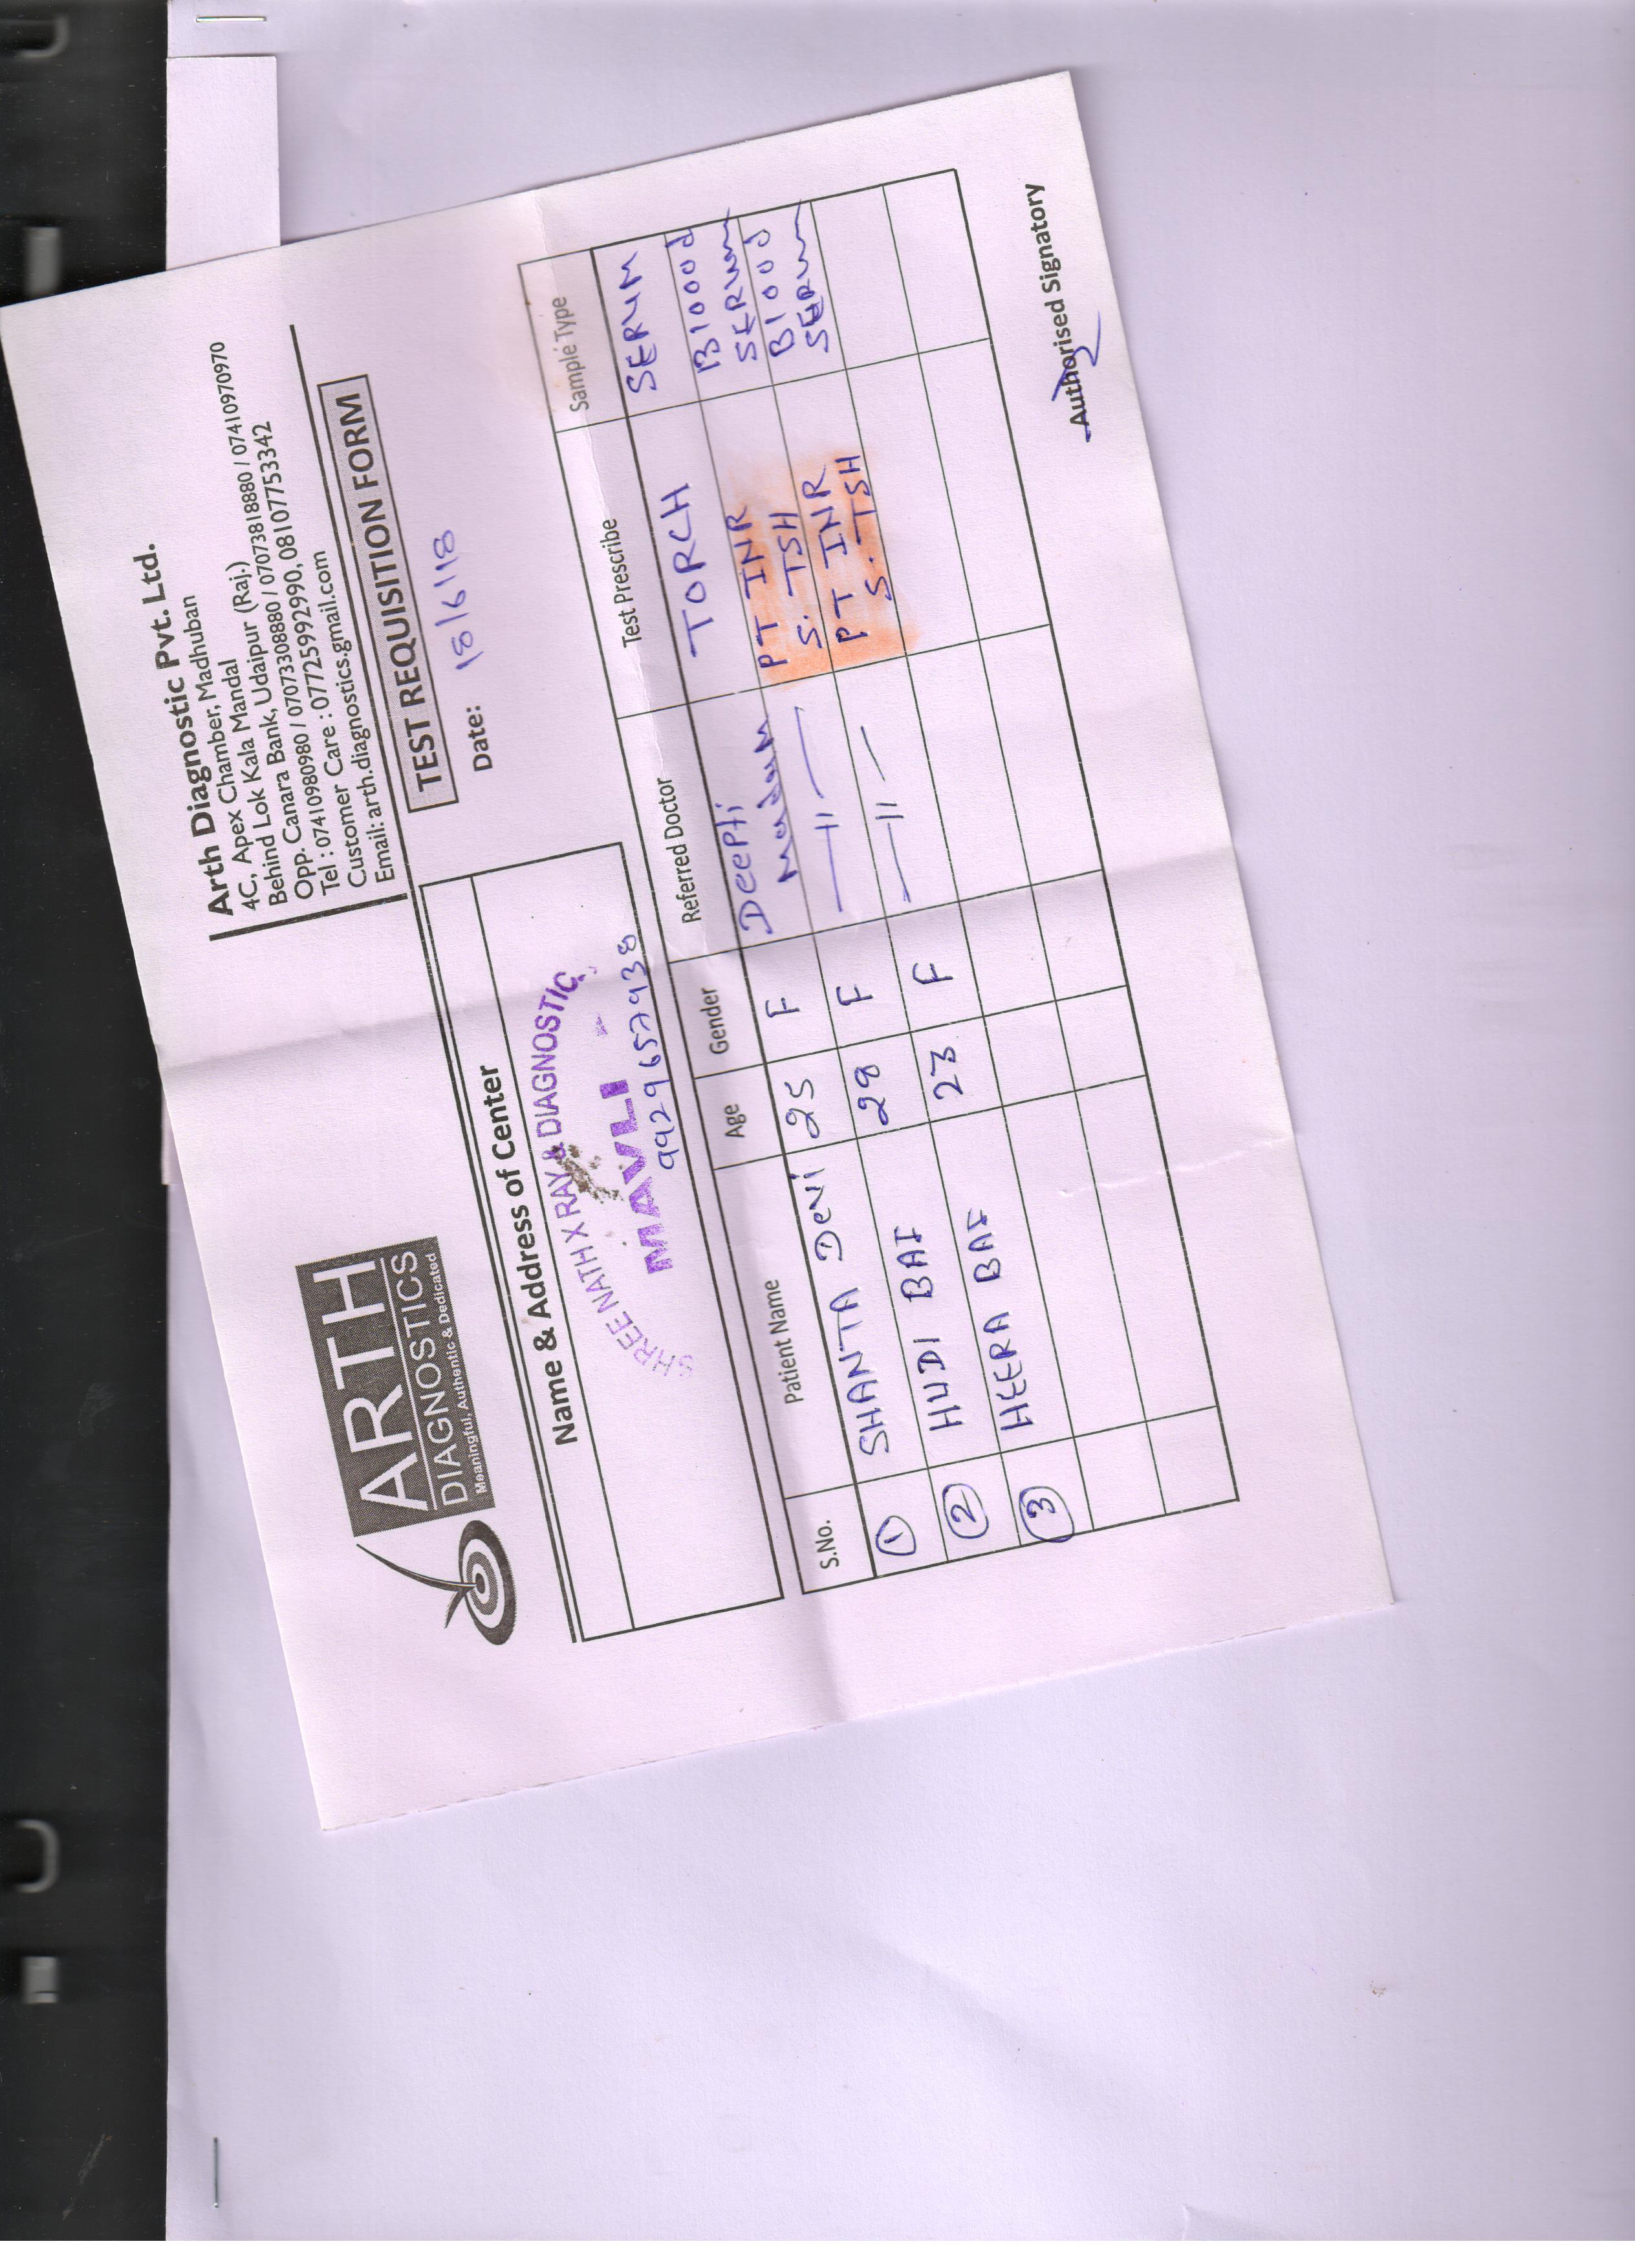 ARTH
DIAGNOSTICS
Meaningful, Authentic & Dedicated
Arth Diagnostic Pvt. Ltd.
4C, Apex Chamber, Madhuban
Behind Lok Kala Mandal
Opp. Canara Bank, Udaipur (Raj.)
Tel : 07410980980 / 07073308880 / 07073818880 / 07410970970
Customer Care : 07725992990, 08107753342
Email: arth.diagnostics.gmail.com
TEST REQUISITION FORM
Name & Address of Center
Date: 18/6/18
SHREE NATH X RAY & DIAGNOSTIC
MAVLI
9929657938
S.No. Patient Name Age Gender Referred Doctor Test Prescribe Sample Type
1 SHANTA Devi 25 F Deepti Madam TORCH SERUM
2 HUDI BAI 28 F —11— PT INR Blood
S. TSH SERUM
3 HEERA BAI 23 F —11— PT INR Blood
S. TSH SERUM
Authorised Signatory